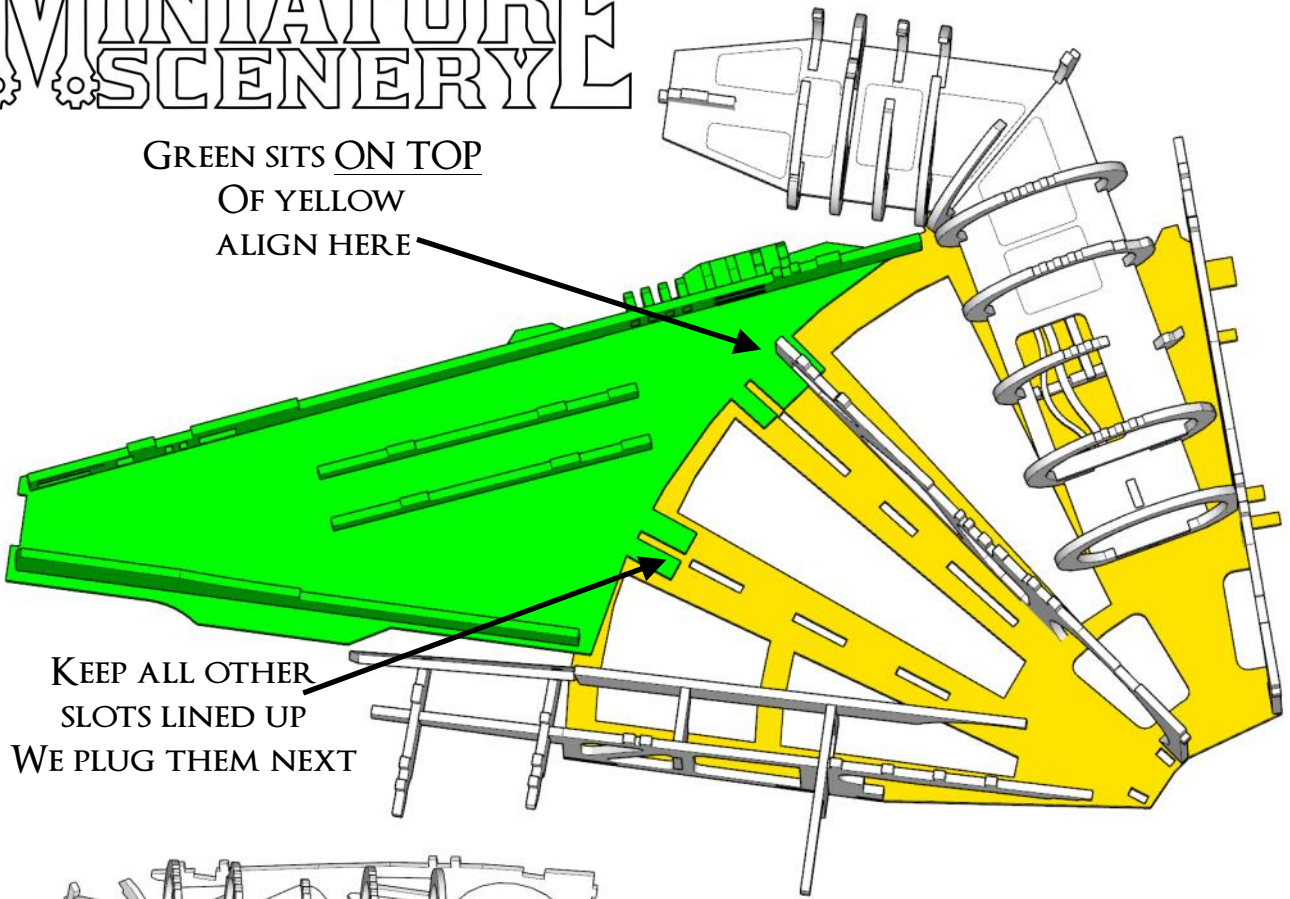 MINIATURE
SCENERY
GREEN SITS ON TOP
OF YELLOW
ALIGN HERE
KEEP ALL OTHER
SLOTS LINED UP
WE PLUG THEM NEXT